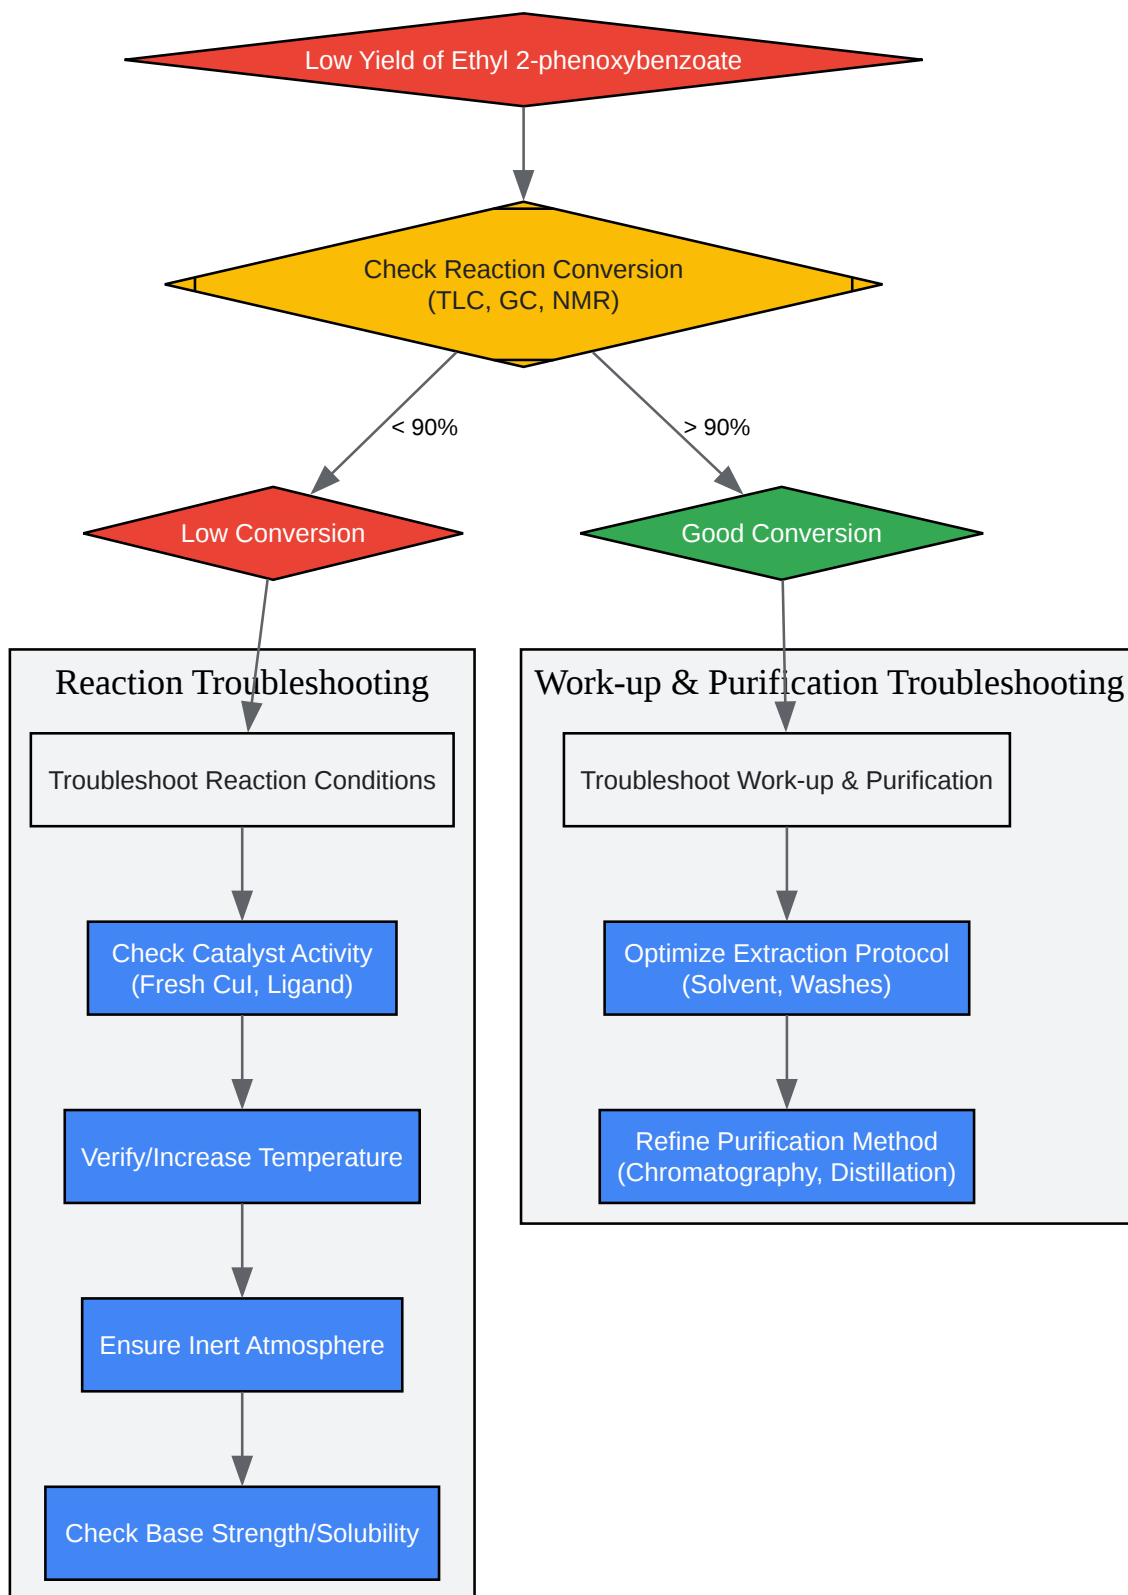 Low Yield of Ethyl 2-phenoxybenzoate
Check Reaction Conversion
(TLC, GC, NMR)
< 90%
> 90%
Low Conversion
Good Conversion
Reaction Troubleshooting
Troubleshoot Reaction Conditions
Check Catalyst Activity
(Fresh CuI, Ligand)
Verify/Increase Temperature
Ensure Inert Atmosphere
Check Base Strength/Solubility
Work-up & Purification Troubleshooting
Troubleshoot Work-up & Purification
Optimize Extraction Protocol
(Solvent, Washes)
Refine Purification Method
(Chromatography, Distillation)